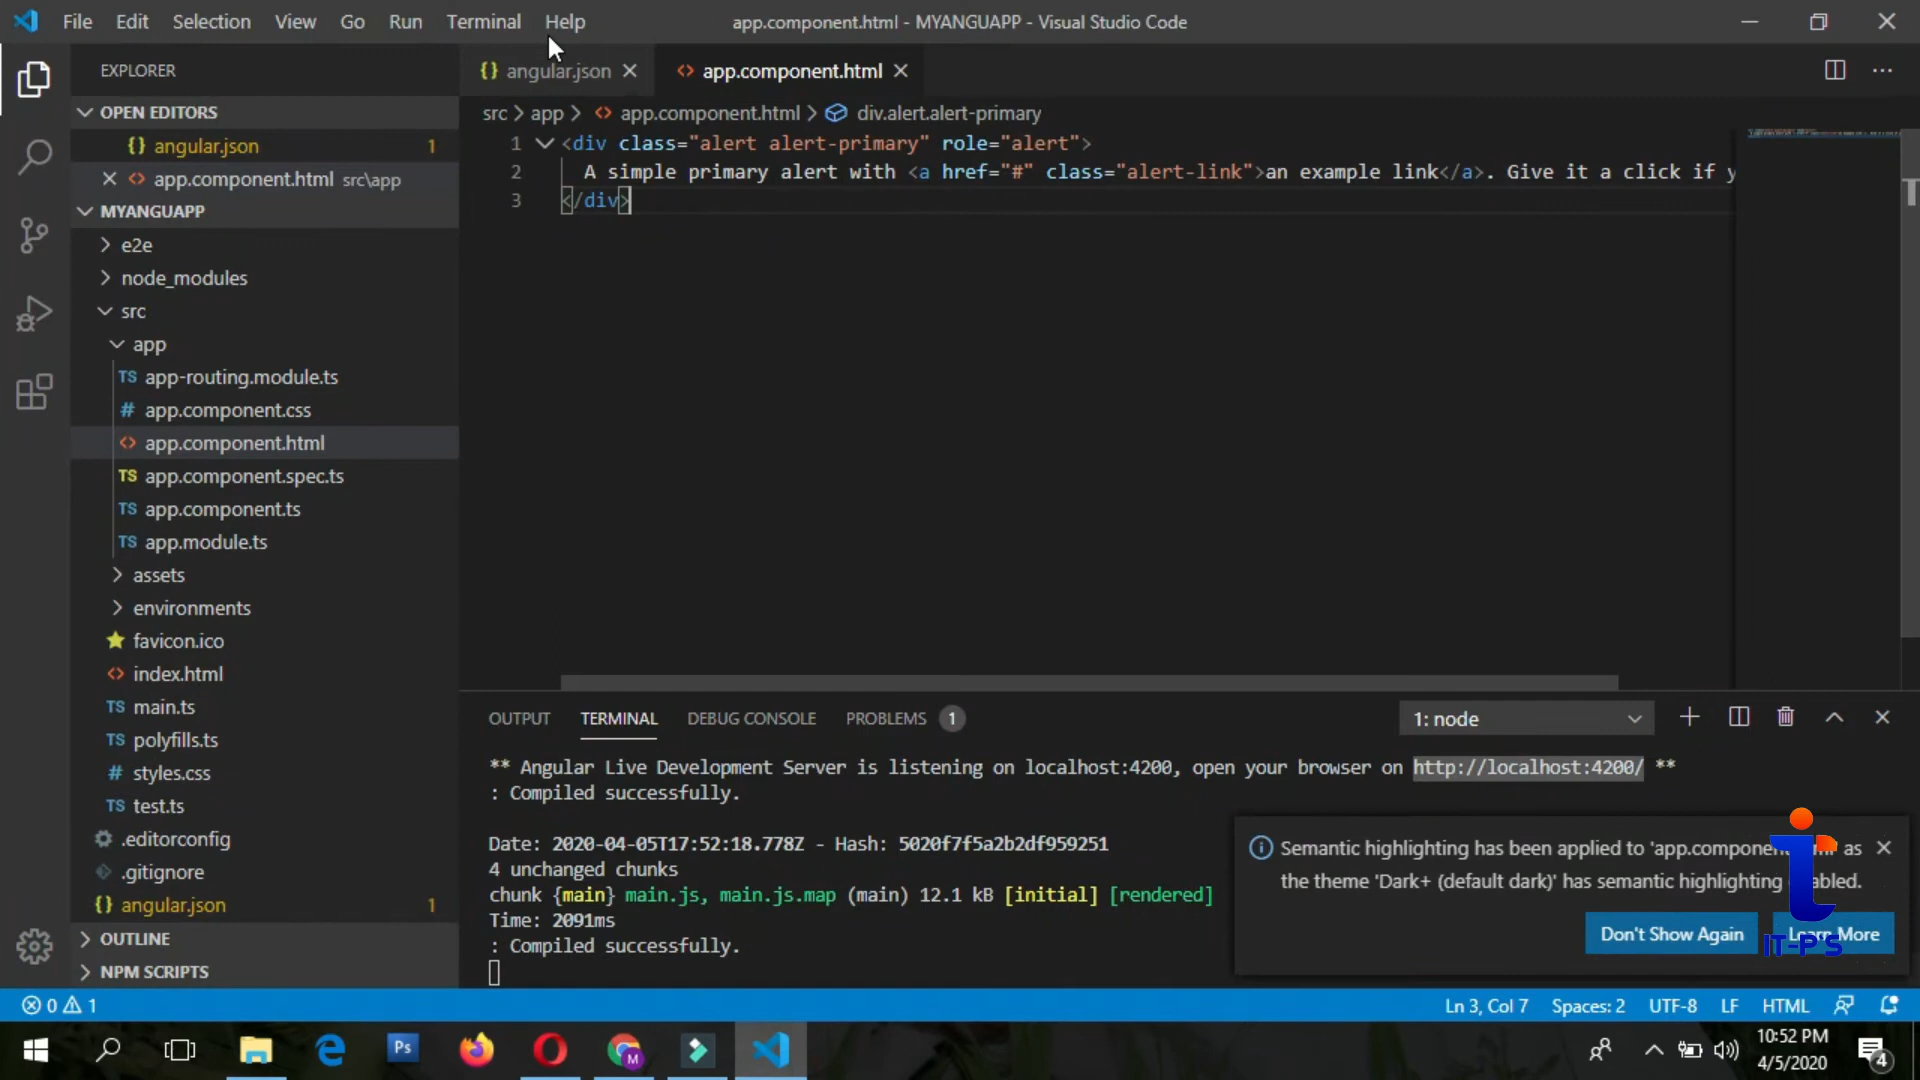 File Edit Selection View Go Run Terminal Help
app.component.html - MYANGUAPP - Visual Studio Code
EXPLORER
OPEN EDITORS
{} angular.json 1
<> app.component.html src\app
MYANGUAPP
e2e
node_modules
src
app
TS app-routing.module.ts
# app.component.css
<> app.component.html
TS app.component.spec.ts
TS app.component.ts
TS app.module.ts
assets
environments
favicon.ico
<> index.html
TS main.ts
TS polyfills.ts
# styles.css
TS test.ts
.editorconfig
.gitignore
{} angular.json 1
OUTLINE
NPM SCRIPTS
{} angular.json <> app.component.html
src > app > <> app.component.html > div.alert.alert-primary
1 <div class="alert alert-primary" role="alert">
2 A simple primary alert with <a href="#" class="alert-link">an example link</a>. Give it a click if y
3 </div>
OUTPUT TERMINAL DEBUG CONSOLE PROBLEMS 1
1: node
** Angular Live Development Server is listening on localhost:4200, open your browser on http://localhost:4200/ **
: Compiled successfully.
Date: 2020-04-05T17:52:18.778Z - Hash: 5020f7f5a2b2df959251
4 unchanged chunks
chunk {main} main.js, main.js.map (main) 12.1 kB [initial] [rendered]
Time: 2091ms
: Compiled successfully.
Semantic highlighting has been applied to 'app.component as
the theme 'Dark+ (default dark)' has semantic highlighting
Don't Show Again
Learn More
IT-PS
0 1
Ln 3, Col 7 Spaces: 2 UTF-8 LF HTML
Ps
M
10:52 PM
4/5/2020
4